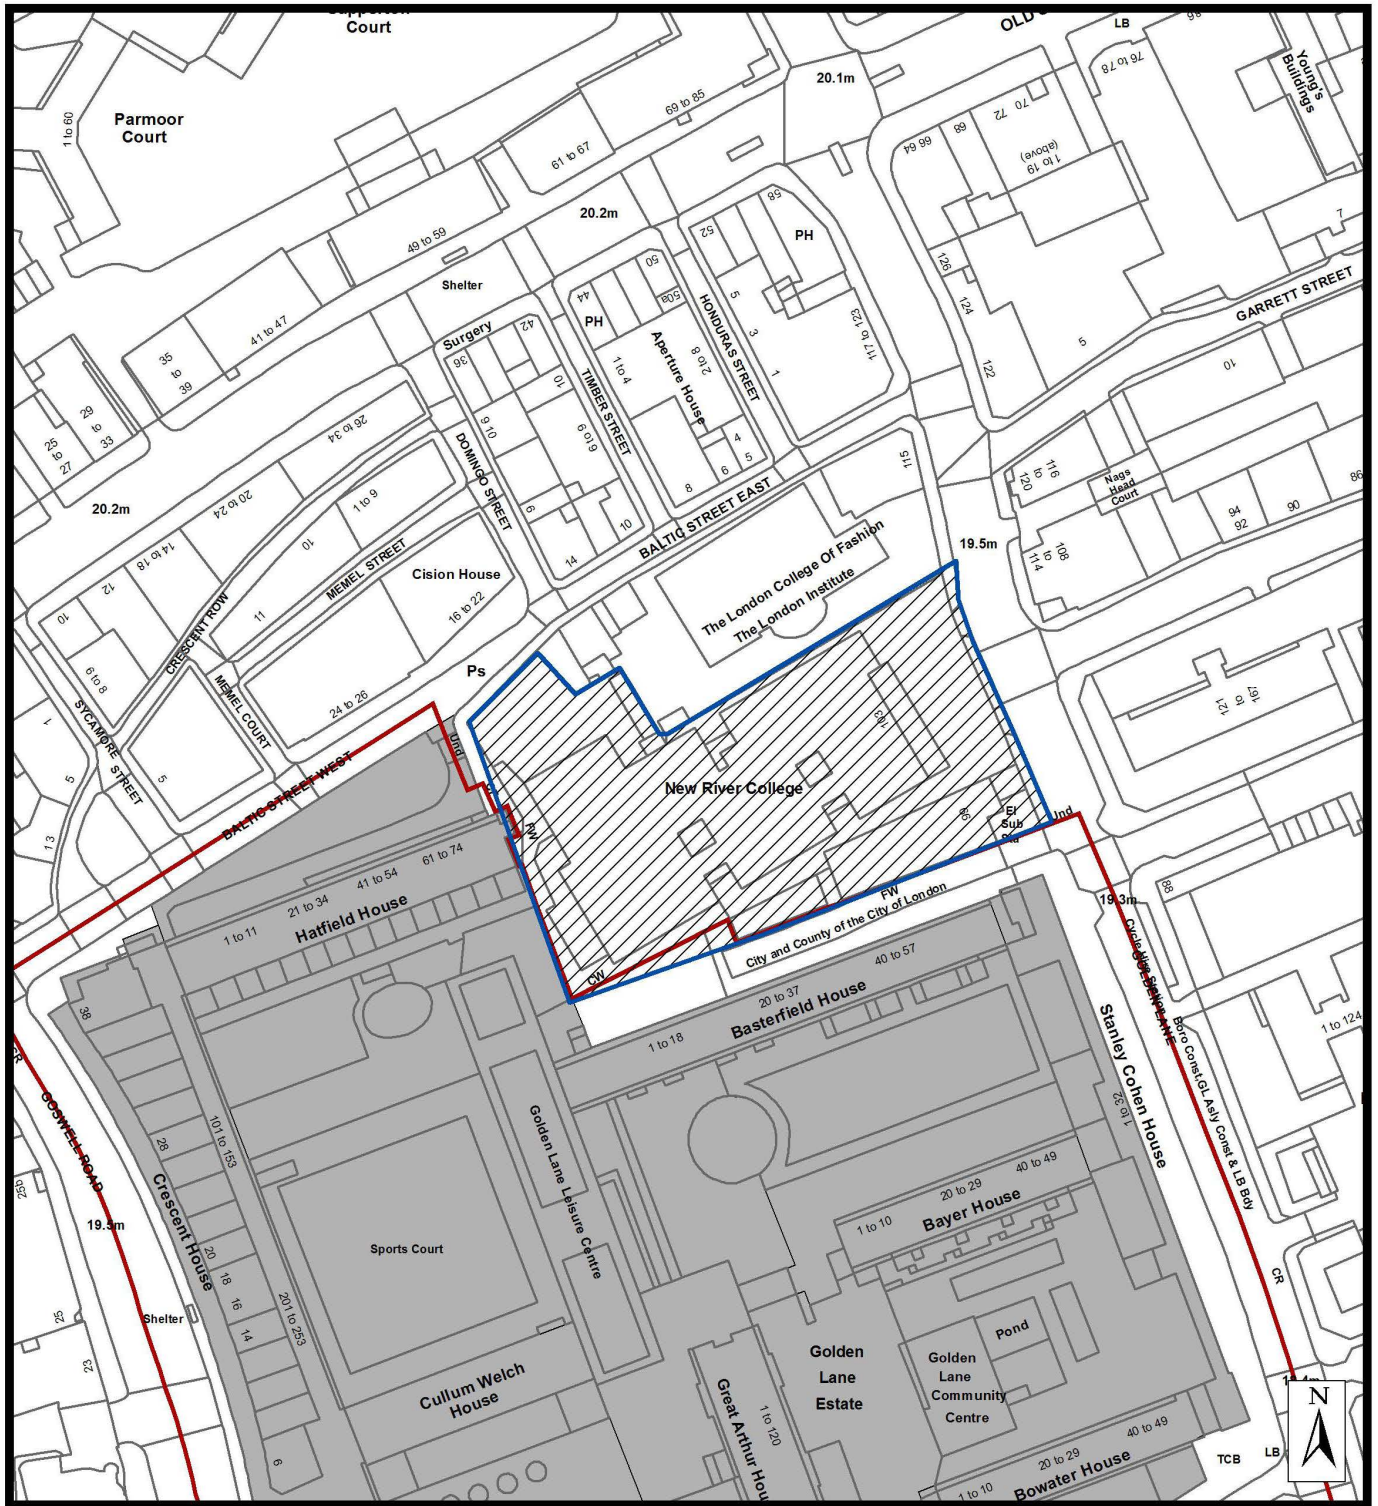 Court
LB
Young's
Buildings
76 to 78
20.1m
Parmoor
Court
1 to 60
69 to 85
61 to 67
70
72
68
66 64
1 to 19
(above)
58
52
PH
7
20.2m
49 to 59
126
124
122
GARRETT STREET
Shelter
50
50a
44
PH
HONDURAS STREET
5
3
1
117 to 123
5
41 to 47
Surgery
42
36
35
to
39
TIMBER STREET
1 to 4
Aperture House
2 to 8
10
10
29
to
33
25
to
27
26 to 34
DOMINGO STREET
6 to 9
4
5
6
8
115
116
to
120
Nags
Head
Court
86
90
94
92
20.2m
20 to 24
1 to 9
6
10
14
BALTIC STREET EAST
14 to 18
12
10
10
MEMEL STREET
Cision House
16 to 22
The London College Of Fashion
The London Institute
19.5m
108
to
114
CRESCENT ROW
11
6 to 8
MEMEL COURT
SYCAMORE STREET
24 to 26
Ps
103
121
to
167
1
5
5
13
BALTIC STREET WEST
Und
New River College
99
El
Sub
Sta
Und
FW
61 to 74
41 to 54
21 to 34
1 to 11
Hatfield House
FW
City and County of the City of London
CW
88
19.3m
Cycle Hire Station
GOLDEN LANE
Boro Const, GL Asly Const & LB Bdy
1 to 124
40 to 57
20 to 37
1 to 18
Basterfield House
Stanley Cohen House
1 to 32
38
CR
GOSWELL ROAD
28
101 to 153
Crescent House
Golden Lane Leisure Centre
40 to 49
20 to 29
1 to 10
Bayer House
25b
19.5m
20
18
16
14
201 to 253
Sports Court
CR
25
23
Shelter
Pond
Golden
Lane
Estate
Golden
Lane
Community
Centre
Cullum Welch
House
1 to 120
6
N
40 to 49
20 to 29
1 to 10
Bowater House
TCB
LB